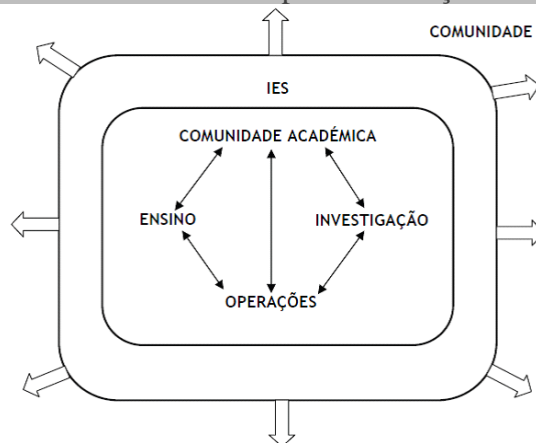 COMUNIDADE
IES
COMUNIDADE ACADÉMICA
ENSINO
INVESTIGAÇÃO
OPERAÇÕES